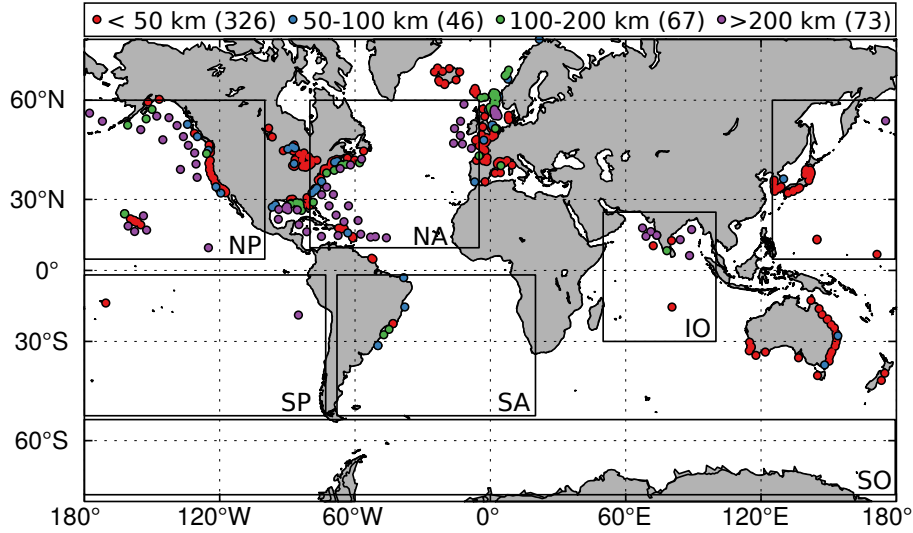 < 50 km (326) 50-100 km (46) 100-200 km (67) >200 km (73)
60°N
30°N
NP NA
0°
IO
30°S
SP SA
60°S
SO
180° 120°W 60°W 0° 60°E 120°E 180°